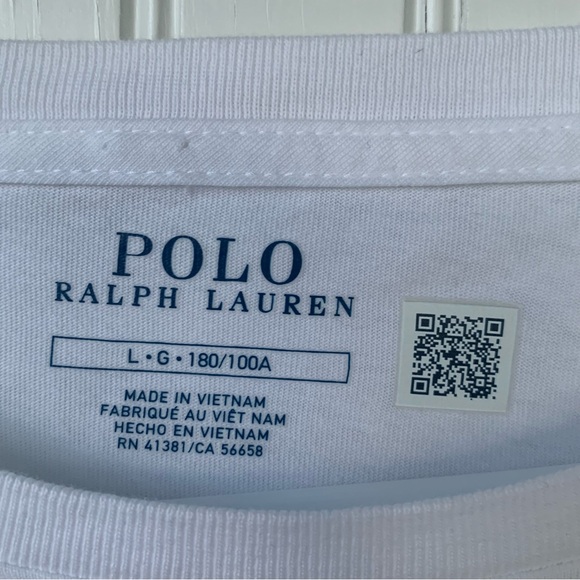 POLO
RALPH LAUREN
L • G • 180/100A
MADE IN VIETNAM
FABRIQUÉ AU VIÊT NAM
HECHO EN VIETNAM
RN 41381/CA 56658